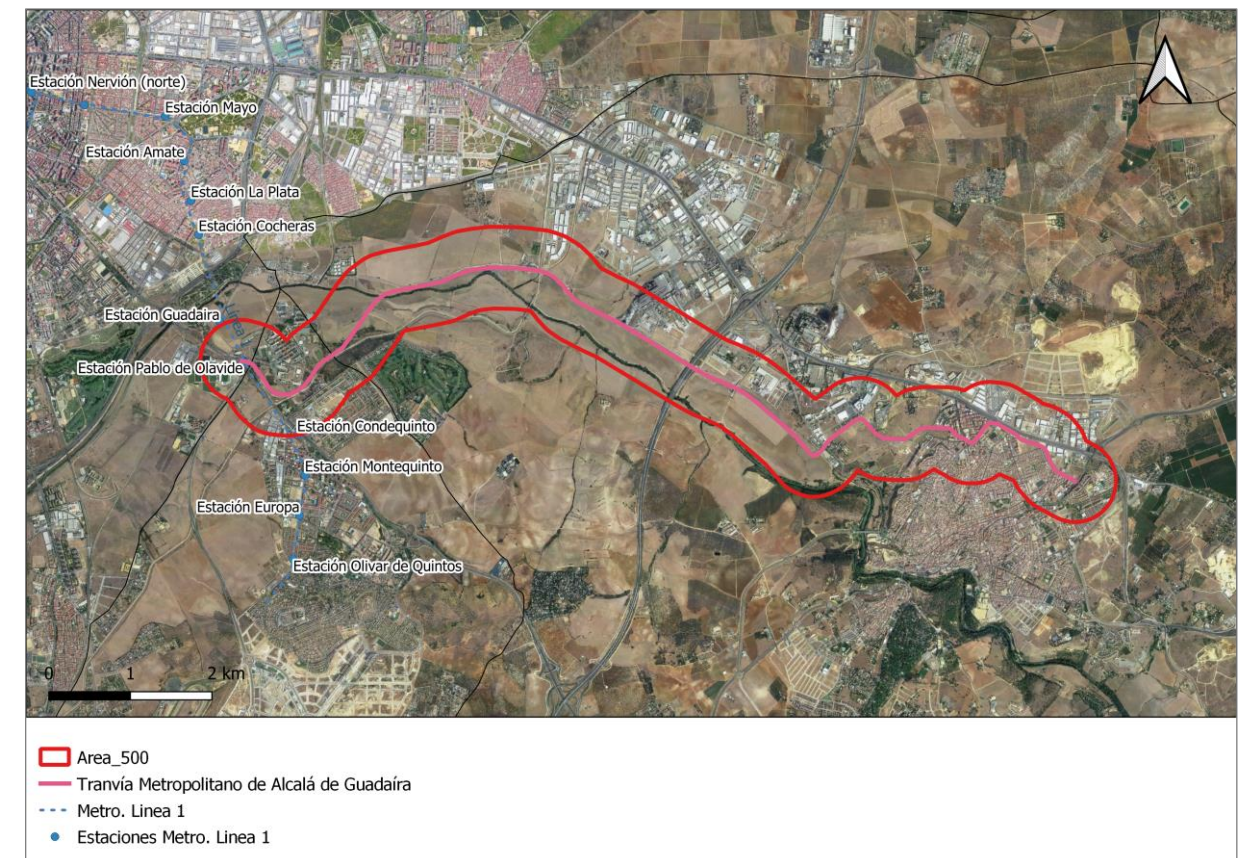 Estación Nervión (norte)
Estación Mayo
Estación Amate
Estación La Plata
Estación Cocheras
Estación Guadaira
Estación Pablo de Olavide
Estación Condequinto
Estación Montequinto
Estación Europa
Estación Olivar de Quintos
0 1 2 km
Area_500
Tranvía Metropolitano de Alcalá de Guadaíra
Metro. Linea 1
Estaciones Metro. Linea 1